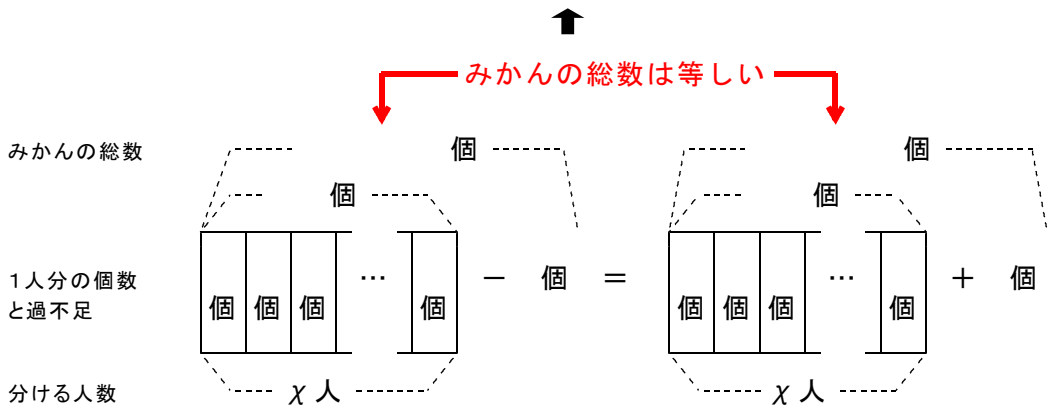 みかんの総数は等しい
みかんの総数 個 個
個 個
1人分の個数
と過不足
… － 個 ＝ … ＋ 個
個 個 個 個 個 個 個 個
分ける人数 χ人 χ人